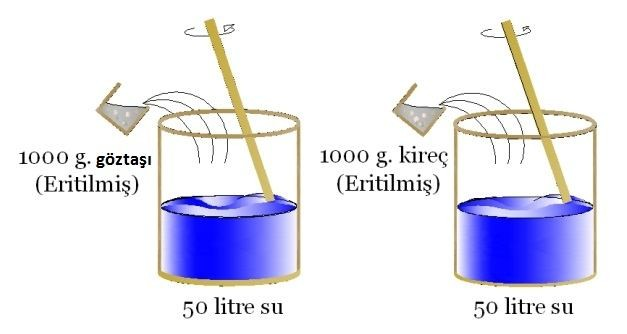 1000 g. göztaşı
(Eritilmiş)
50 litre su
1000 g. kireç
(Eritilmiş)
50 litre su